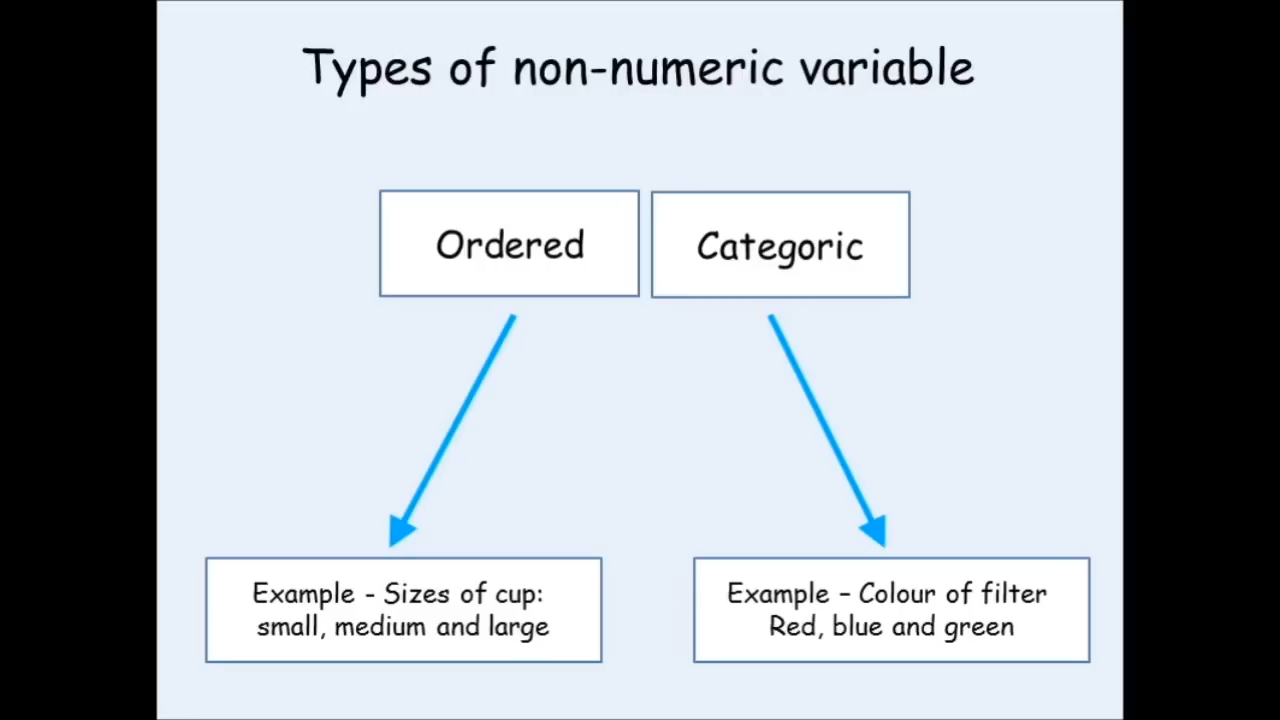 Types of non-numeric variable
Ordered
Categoric
Example - Sizes of cup:
small, medium and large
Example – Colour of filter
Red, blue and green